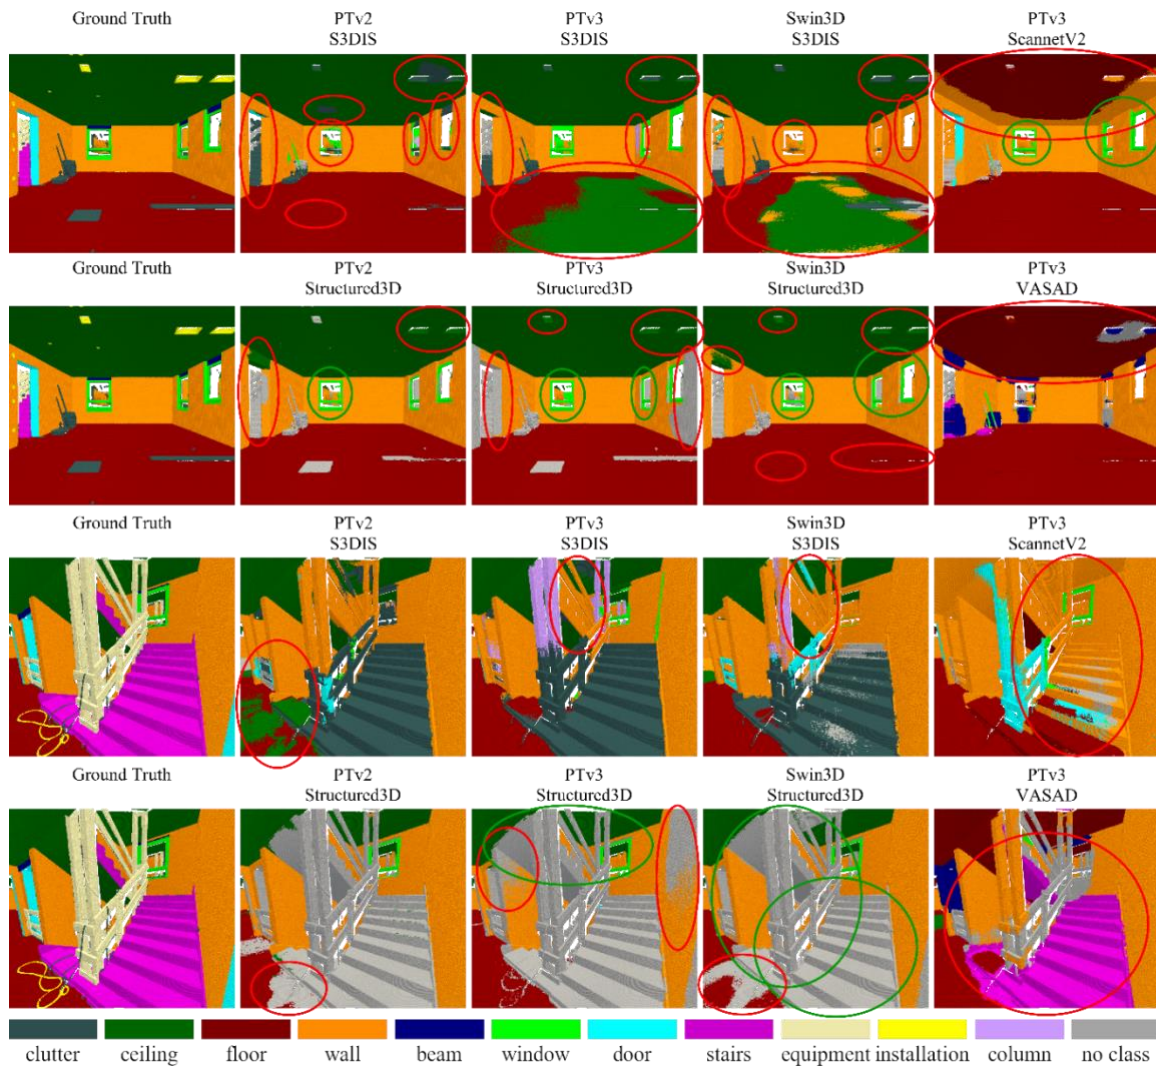 Ground Truth
PTv2
S3DIS
PTv3
S3DIS
Swin3D
S3DIS
PTv3
ScannetV2
Ground Truth
PTv2
Structured3D
PTv3
Structured3D
Swin3D
Structured3D
PTv3
VASAD
Ground Truth
PTv2
S3DIS
PTv3
S3DIS
Swin3D
S3DIS
PTv3
ScannetV2
Ground Truth
PTv2
Structured3D
PTv3
Structured3D
Swin3D
Structured3D
PTv3
VASAD
clutter
ceiling
floor
wall
beam
window
door
stairs
equipment
installation
column
no class